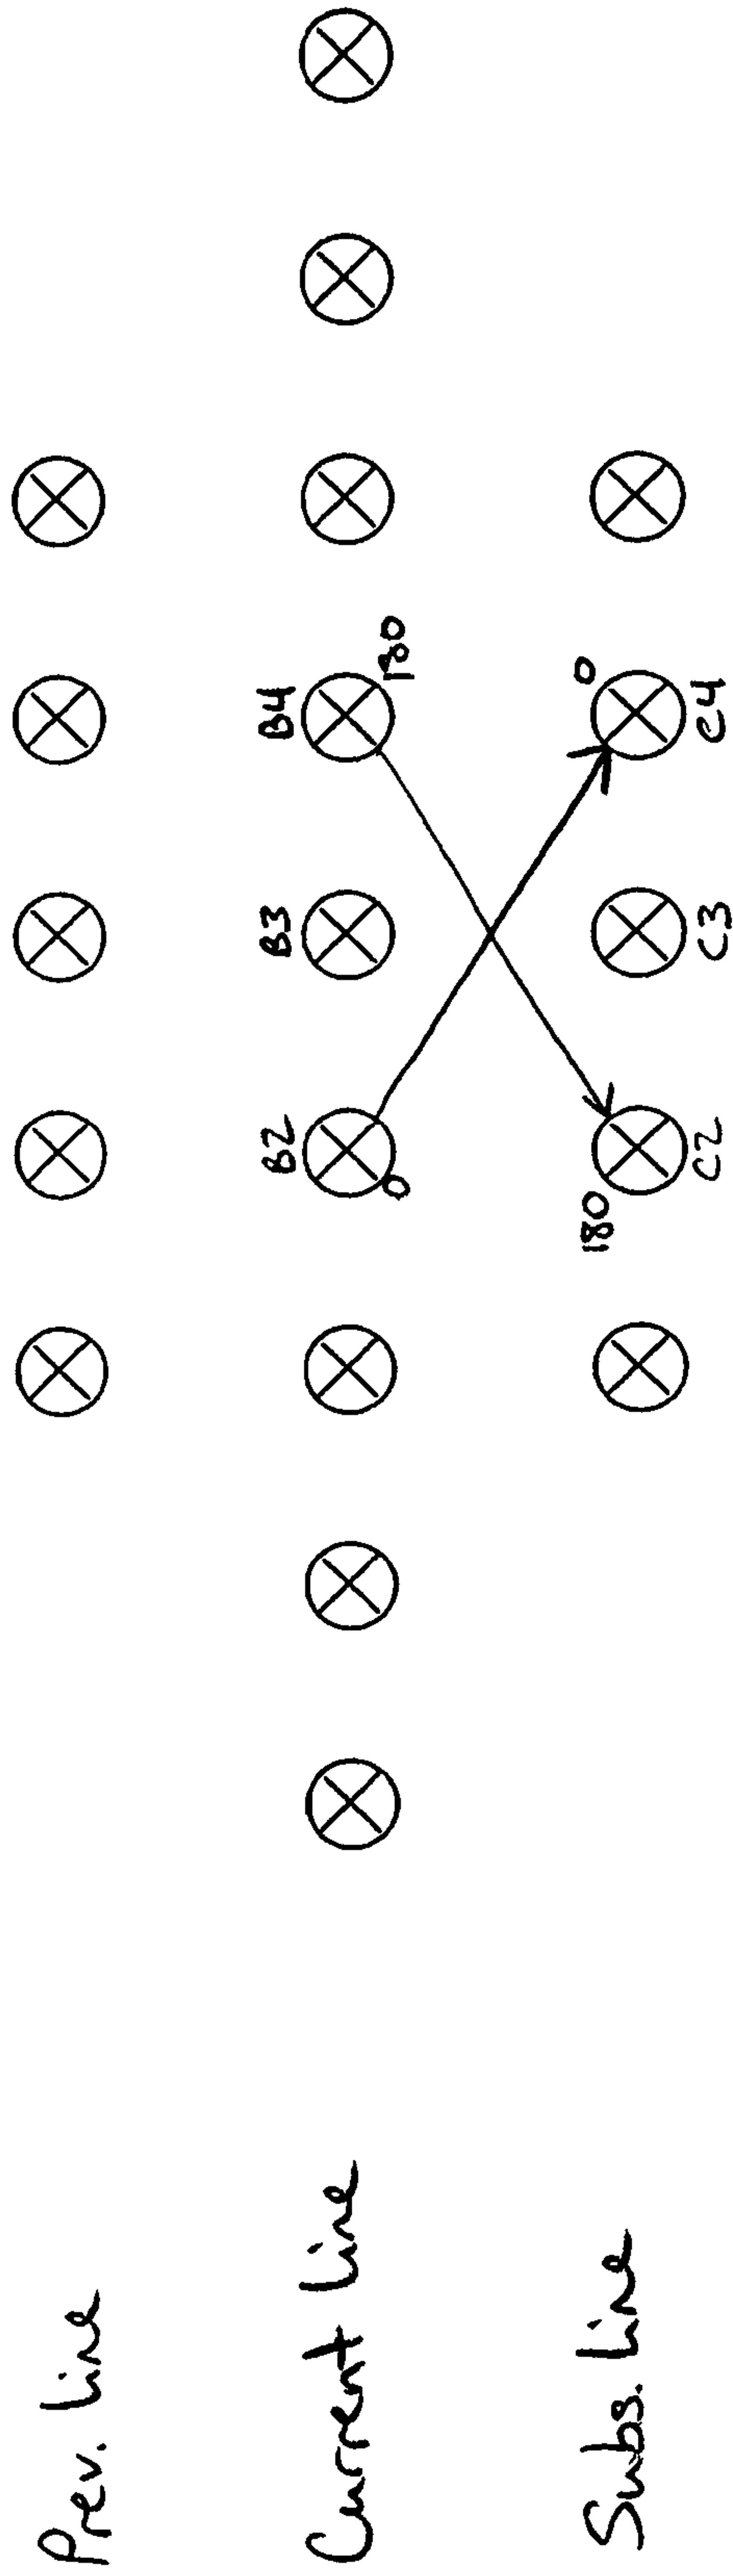 Prev. Line
Current Line
B2 B3 B4
0 180
Subs. Line
180 0
C2 C3 C4